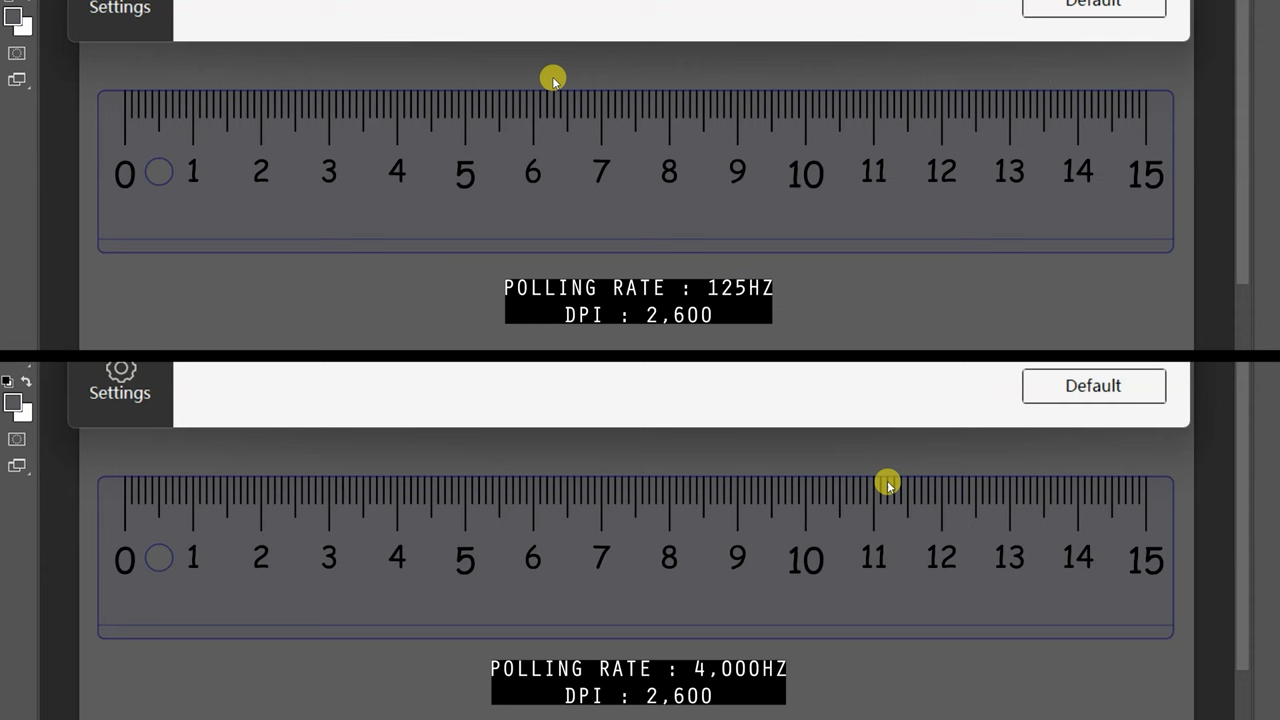 Settings
Default
0 1 2 3 4 5 6 7 8 9 10 11 12 13 14 15
POLLING RATE : 125HZ
DPI : 2,600
Settings
Default
0 1 2 3 4 5 6 7 8 9 10 11 12 13 14 15
POLLING RATE : 4,000HZ
DPI : 2,600